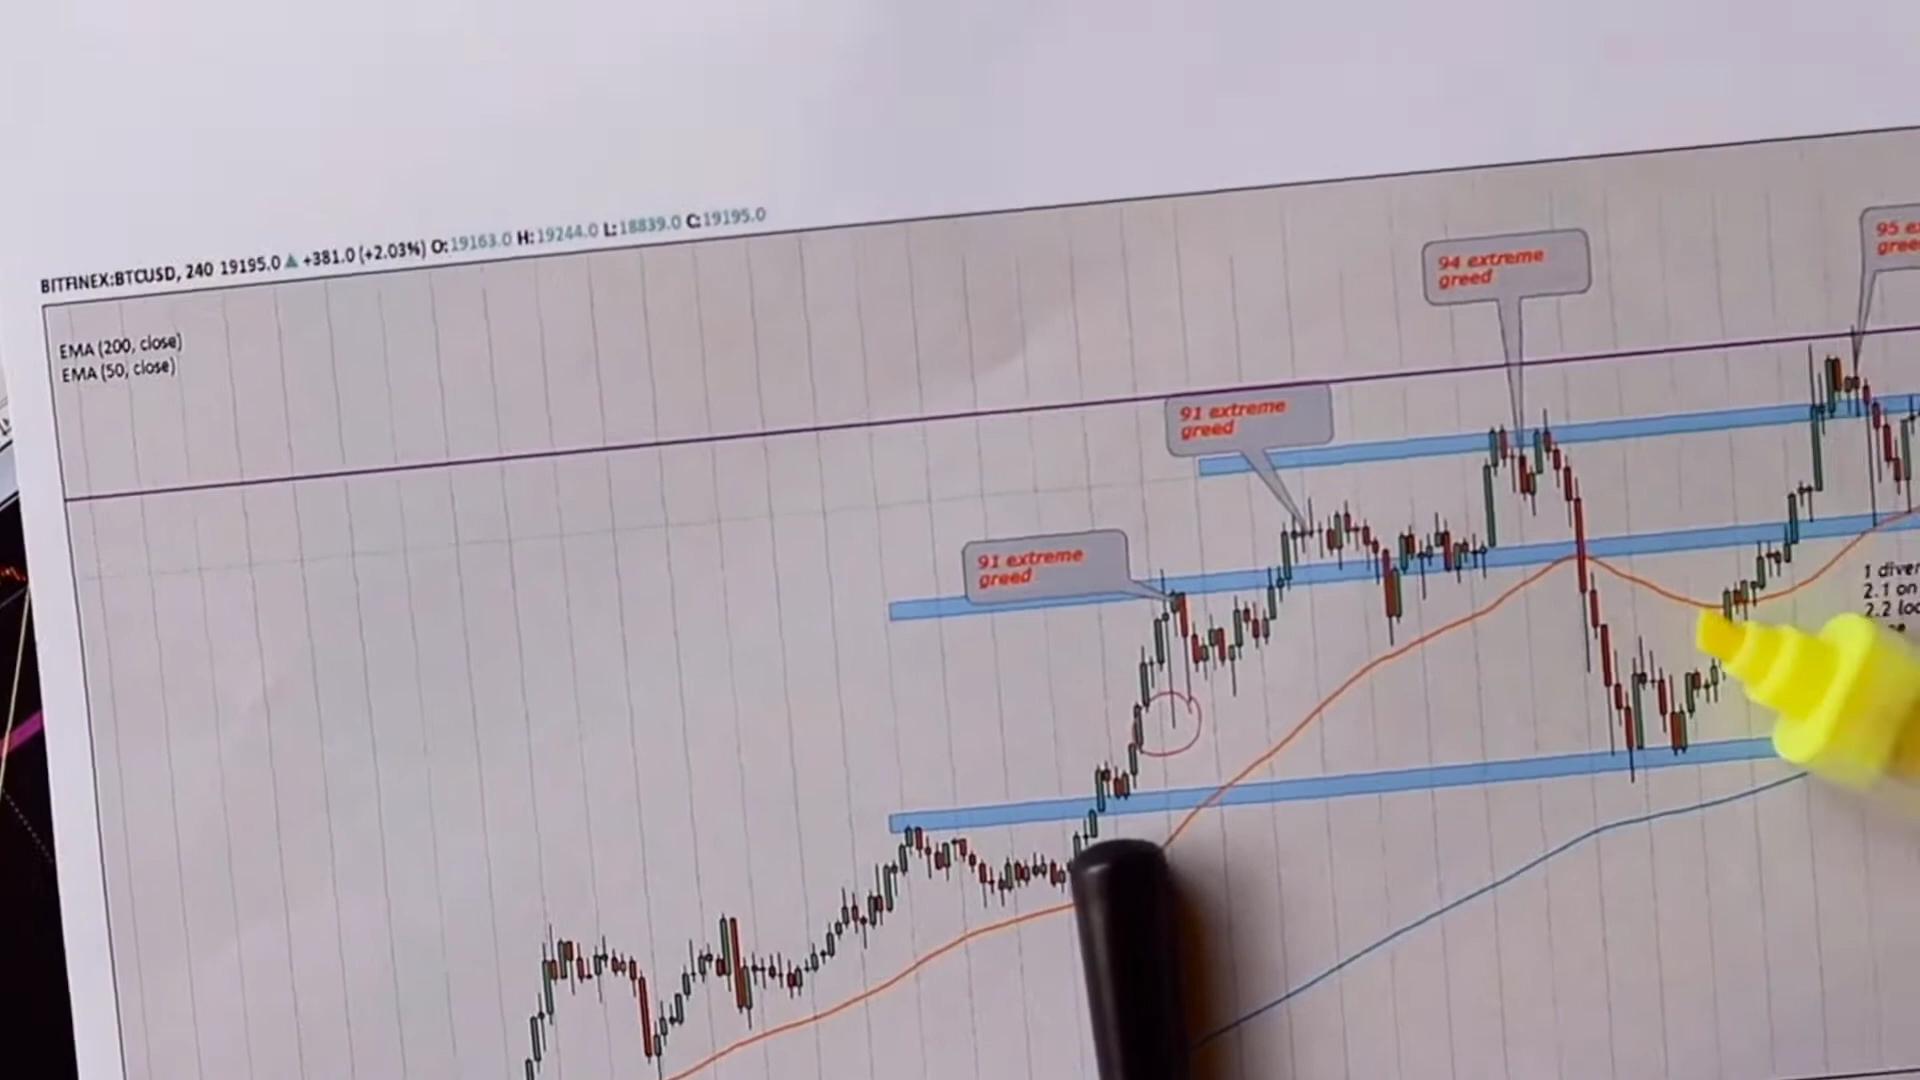 BITFINEX:BTCUSD, 240 19195.0 ▲ +381.0 (+2.03%) O:19163.0 H:19244.0 L:18839.0 C:19195.0
EMA (200, close)
EMA (50, close)
95
94 extreme
greed
91 extreme
greed
91 extreme
greed
1 diver
2.1 on
2.2